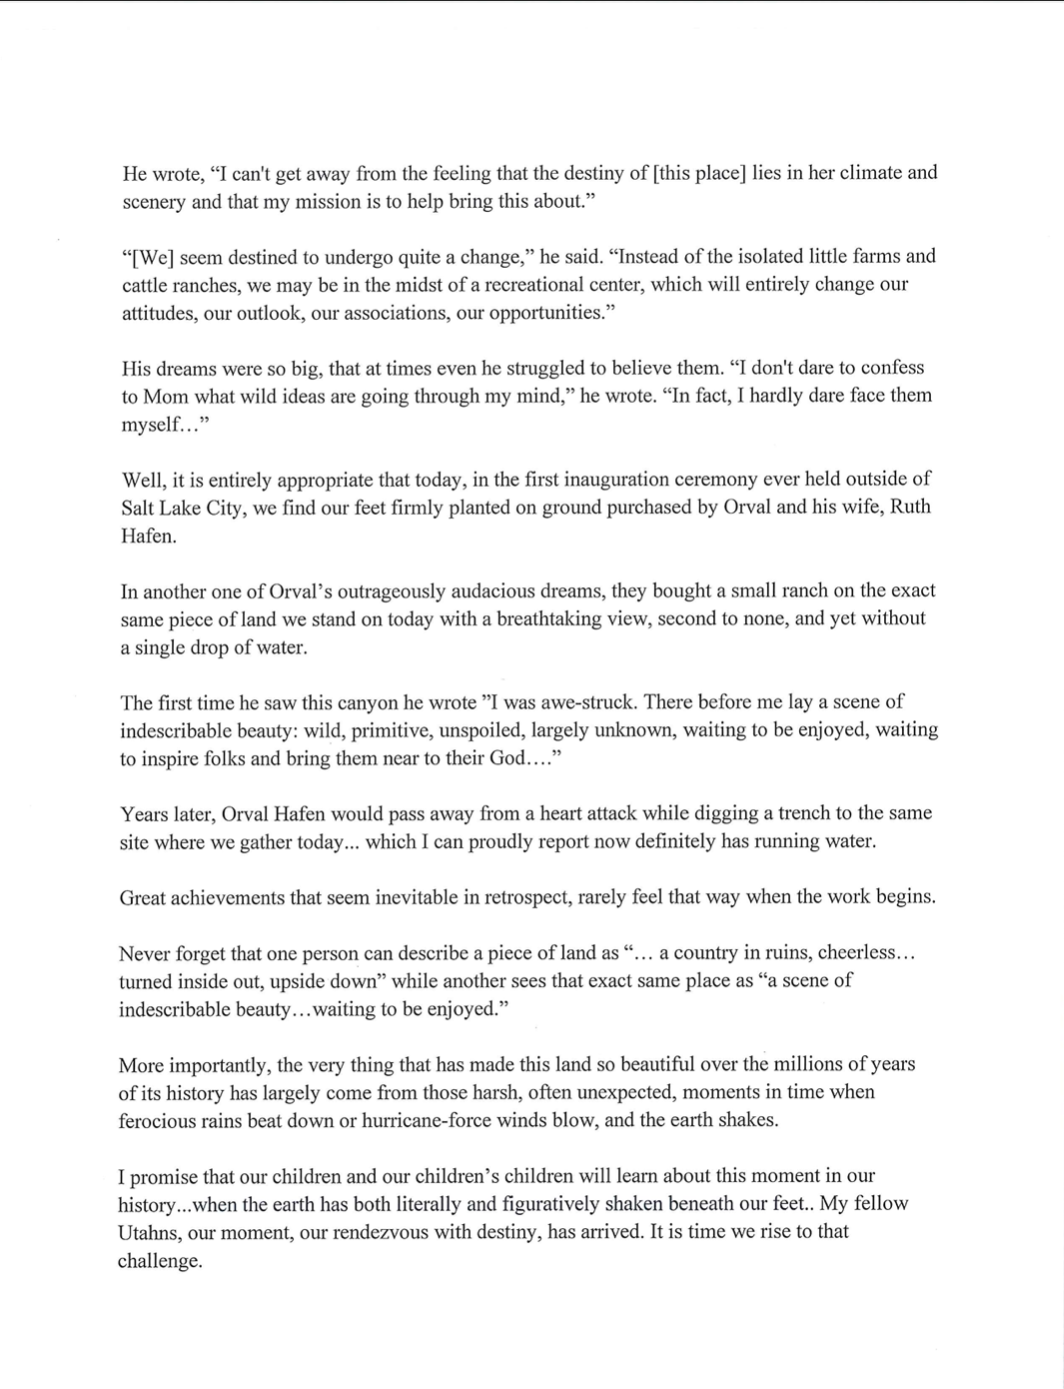 He wrote, “I can't get away from the feeling that the destiny of [this place] lies in her climate and
scenery and that my mission is to help bring this about.”
“[We] seem destined to undergo quite a change,” he said. “Instead of the isolated little farms and
cattle ranches, we may be in the midst of a recreational center, which will entirely change our
attitudes, our outlook, our associations, our opportunities.”
His dreams were so big, that at times even he struggled to believe them. “I don't dare to confess
to Mom what wild ideas are going through my mind,” he wrote. “In fact, I hardly dare face them
myself…”
Well, it is entirely appropriate that today, in the first inauguration ceremony ever held outside of
Salt Lake City, we find our feet firmly planted on ground purchased by Orval and his wife, Ruth
Hafen.
In another one of Orval’s outrageously audacious dreams, they bought a small ranch on the exact
same piece of land we stand on today with a breathtaking view, second to none, and yet without
a single drop of water.
The first time he saw this canyon he wrote ”I was awe-struck. There before me lay a scene of
indescribable beauty: wild, primitive, unspoiled, largely unknown, waiting to be enjoyed, waiting
to inspire folks and bring them near to their God….”
Years later, Orval Hafen would pass away from a heart attack while digging a trench to the same
site where we gather today... which I can proudly report now definitely has running water.
Great achievements that seem inevitable in retrospect, rarely feel that way when the work begins.
Never forget that one person can describe a piece of land as “… a country in ruins, cheerless…
turned inside out, upside down” while another sees that exact same place as “a scene of
indescribable beauty…waiting to be enjoyed.”
More importantly, the very thing that has made this land so beautiful over the millions of years
of its history has largely come from those harsh, often unexpected, moments in time when
ferocious rains beat down or hurricane-force winds blow, and the earth shakes.
I promise that our children and our children’s children will learn about this moment in our
history...when the earth has both literally and figuratively shaken beneath our feet.. My fellow
Utahns, our moment, our rendezvous with destiny, has arrived. It is time we rise to that
challenge.